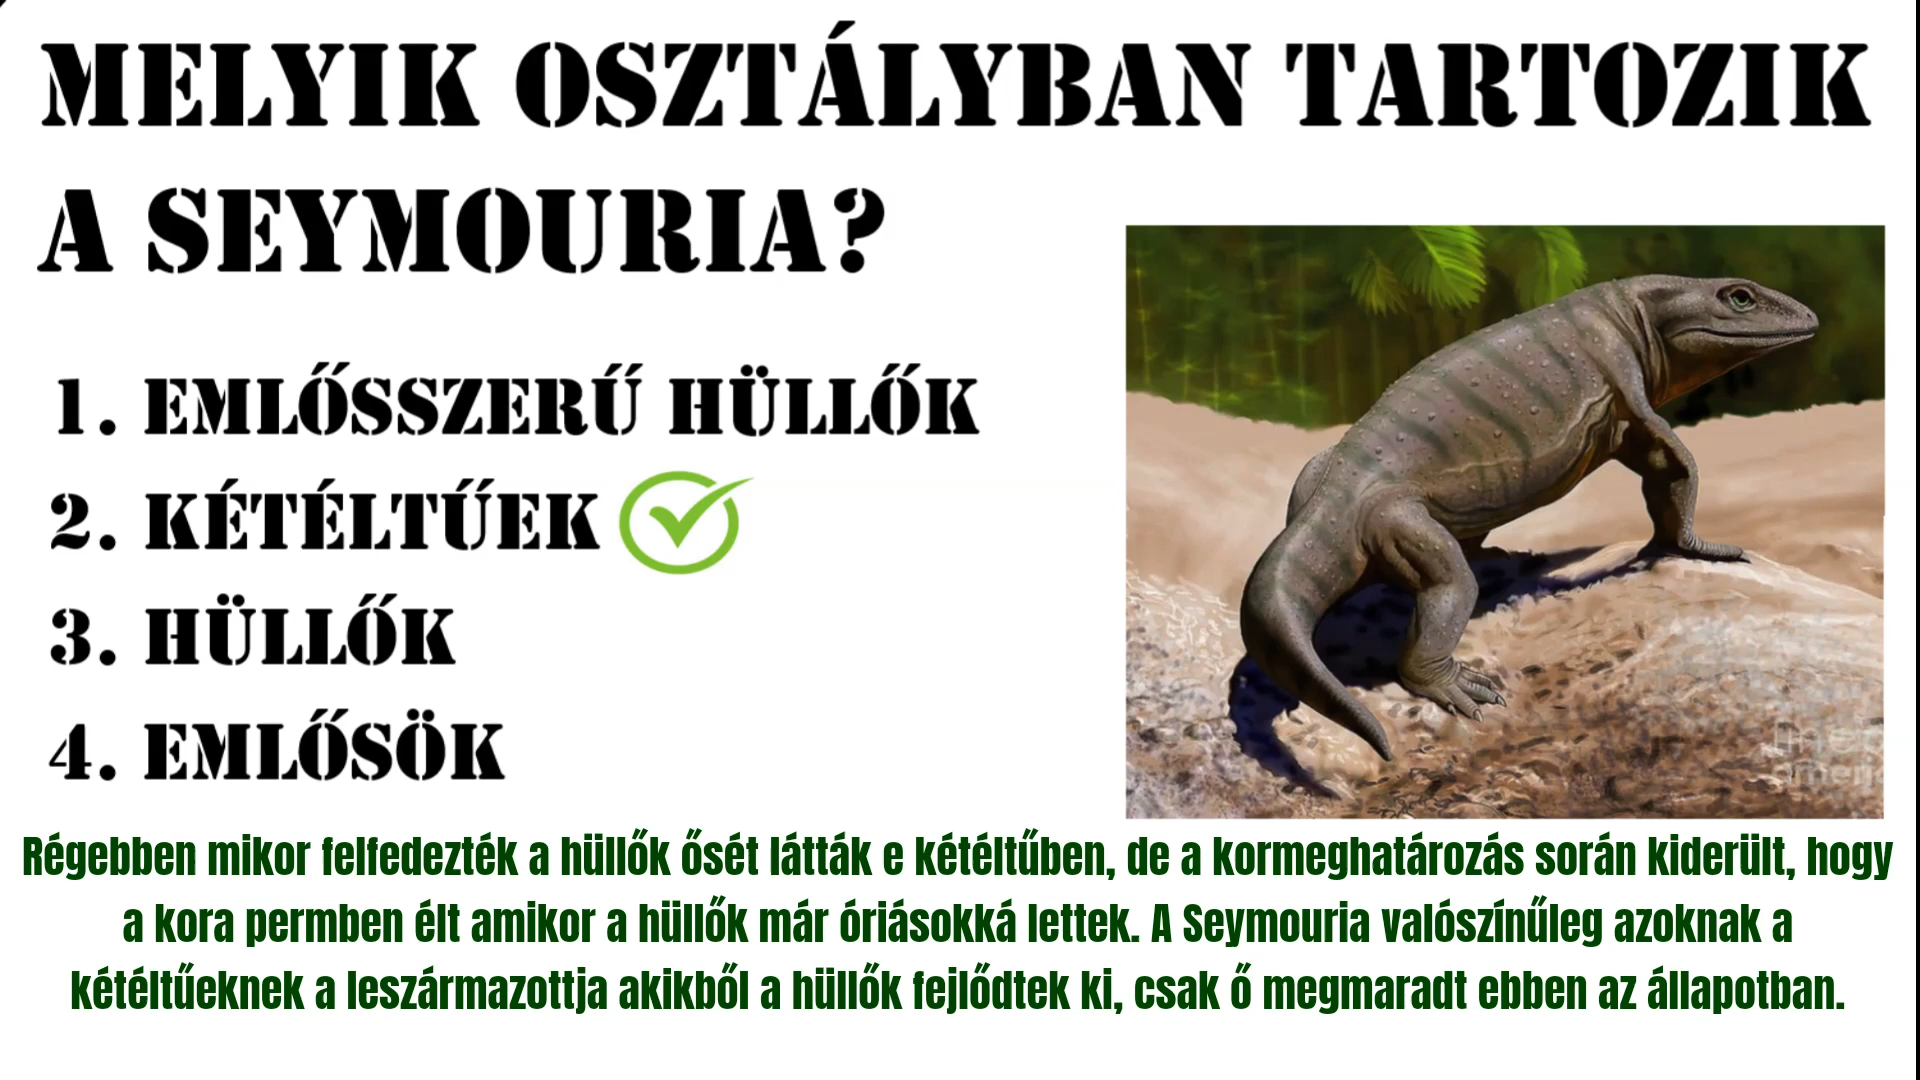 MELYIK OSZTÁLYBAN TARTOZIK
A SEYMOURIA?
1. EMLŐSSZERŰ HÜLLŐK
2. KÉTÉLTŰEK
3. HÜLLŐK
4. EMLŐSÖK
Régebben mikor felfedezték a hüllők ősét látták e kétéltűben, de a kormeghatározás során kiderült, hogy
a kora permben élt amikor a hüllők már óriásokká lettek. A Seymouria valószínűleg azoknak a
kétéltűeknek a leszármazottja akikből a hüllők fejlődtek ki, csak ő megmaradt ebben az állapotban.